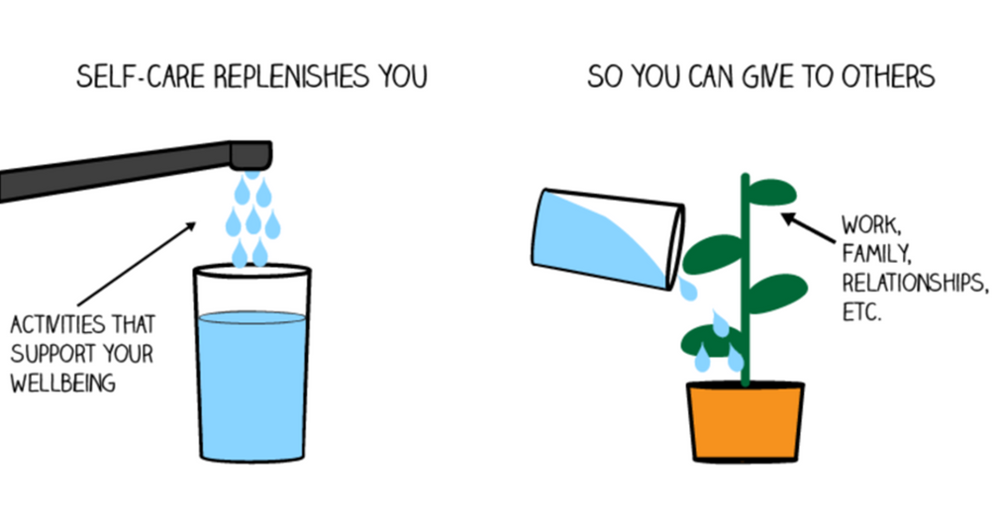 SELF-CARE REPLENISHES YOU
ACTIVITIES THAT
SUPPORT YOUR
WELLBEING
SO YOU CAN GIVE TO OTHERS
WORK,
FAMILY,
RELATIONSHIPS,
ETC.